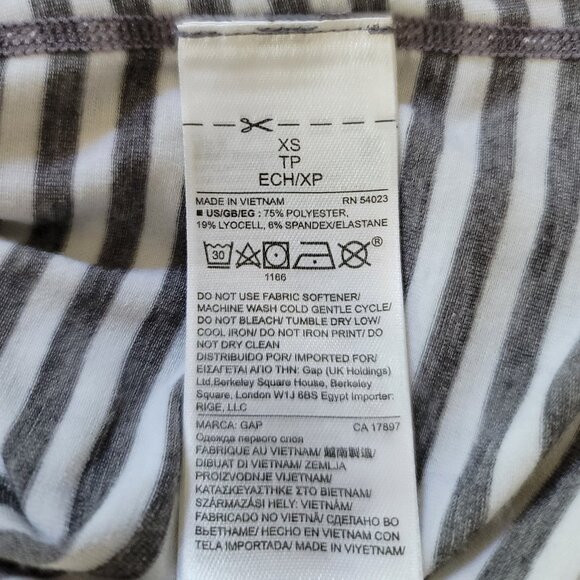 XS
TP
ECH/XP
MADE IN VIETNAM RN 54023
■ US/GB/EG : 75% POLYESTER,
19% LYOCELL, 6% SPANDEX/ELASTANE
30 ®
1166
DO NOT USE FABRIC SOFTENER/
MACHINE WASH COLD GENTLE CYCLE/
DO NOT BLEACH/ TUMBLE DRY LOW/
COOL IRON/ DO NOT IRON PRINT/ DO
NOT DRY CLEAN
DISTRIBUIDO POR/ IMPORTED FOR/
ΕΙΣΑΓΕΤΑΙ ΑΠΟ ΤΗΝ: Gap (UK Holdings)
Ltd,Berkeley Square House, Berkeley
Square, London W1J 6BS Egypt Importer:
RIGE, LLC
MARCA: GAP CA 17897
Одежда первого слоя
FABRIQUE AU VIETNAM/ 越南製造/
DIBUAT DI VIETNAM/ ZEMLJA
PROIZVODNJE VIJETNAM/
ΚΑΤΑΣΚΕΥΑΣΤΗΚΕ ΣΤΟ ΒΙΕΤΝΑΜ/
SZÁRMAZÁSI HELY: VIETNAM/
FABRICADO NO VIETNÃ/ СДЕЛАНО ВО
ВЬЕТНАМЕ/ HECHO EN VIETNAM CON
TELA IMPORTADA/ MADE IN VIYETNAM/